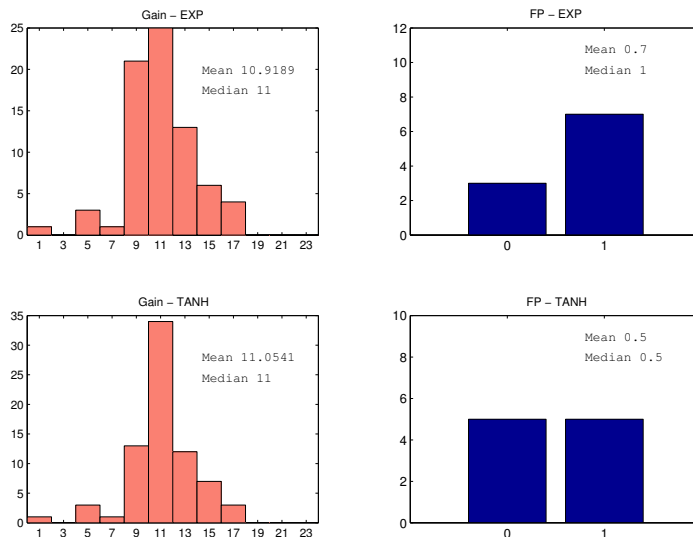 Gain − EXP
25
20
15
10
5
0
1 3 5 7 9 11 13 15 17 19 21 23
Mean 10.9189
Median 11
FP − EXP
12
10
8
6
4
2
0
0 1
Mean 0.7
Median 1
Gain − TANH
35
30
25
20
15
10
5
0
1 3 5 7 9 11 13 15 17 19 21 23
Mean 11.0541
Median 11
FP − TANH
10
8
6
4
2
0
0 1
Mean 0.5
Median 0.5